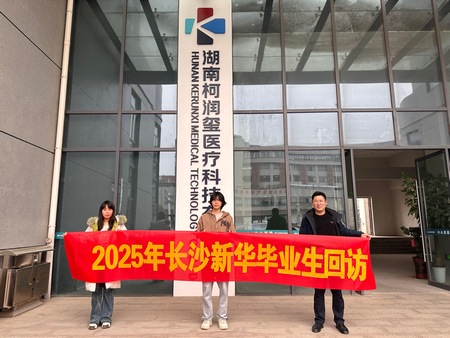 湖南柯润玺医疗科技
HUNAN KERUNXI MEDICAL TECHNOLOGY
2025年长沙新华毕业生回访